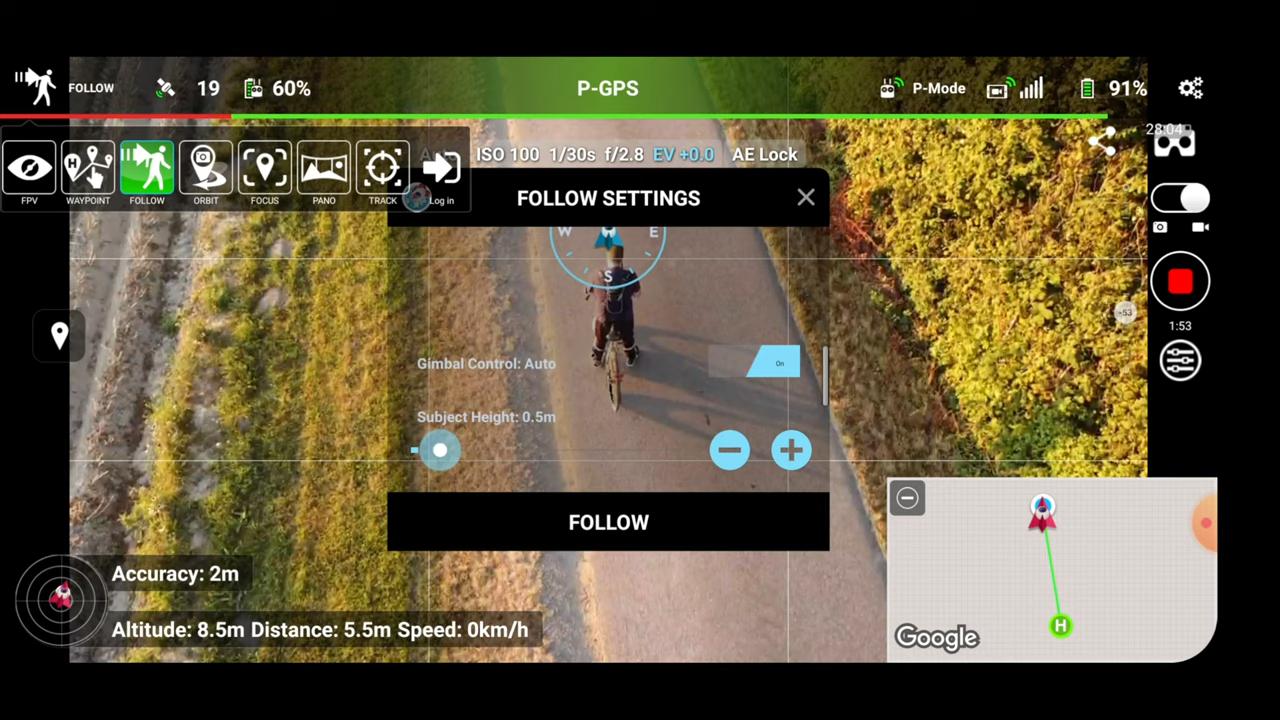 FOLLOW 19 60% P-GPS P-Mode 91%
28:04
ISO 100 1/30s f/2.8 EV +0.0 AE Lock
FPV WAYPOINT FOLLOW ORBIT FOCUS PANO TRACK Log in
FOLLOW SETTINGS
W E
S
-53
1:53
Gimbal Control: Auto On
Subject Height: 0.5m
FOLLOW
Accuracy: 2m
Altitude: 8.5m Distance: 5.5m Speed: 0km/h
H
Google